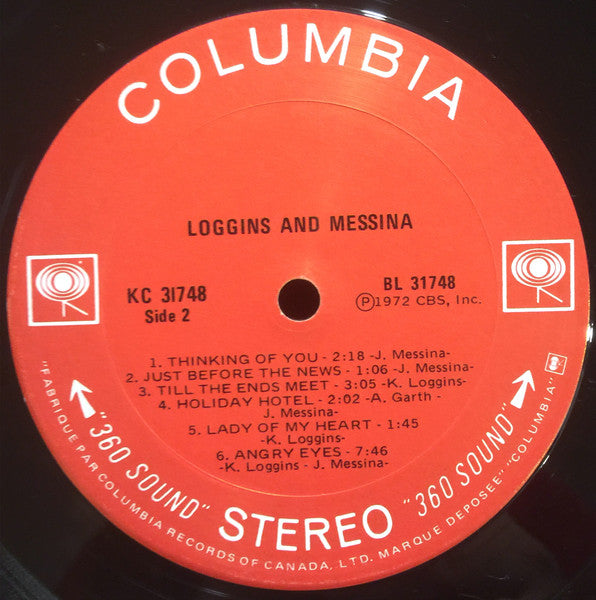 COLUMBIA
LOGGINS AND MESSINA
KC 31748
Side 2
BL 31748
Ⓟ1972 CBS, Inc.
1. THINKING OF YOU - 2:18 -J. Messina-
2. JUST BEFORE THE NEWS - 1:06 -J. Messina-
3. TILL THE ENDS MEET - 3:05 -K. Loggins-
4. HOLIDAY HOTEL - 2:02 -A. Garth -
J. Messina-
5. LADY OF MY HEART - 1:45
-K. Loggins-
6. ANGRY EYES - 7:46
-K. Loggins - J. Messina-
"360 SOUND" STEREO "360 SOUND"
"FABRIQUE PAR COLUMBIA RECORDS OF CANADA, LTD. MARQUE DEPOSEE" "COLUMBIA"